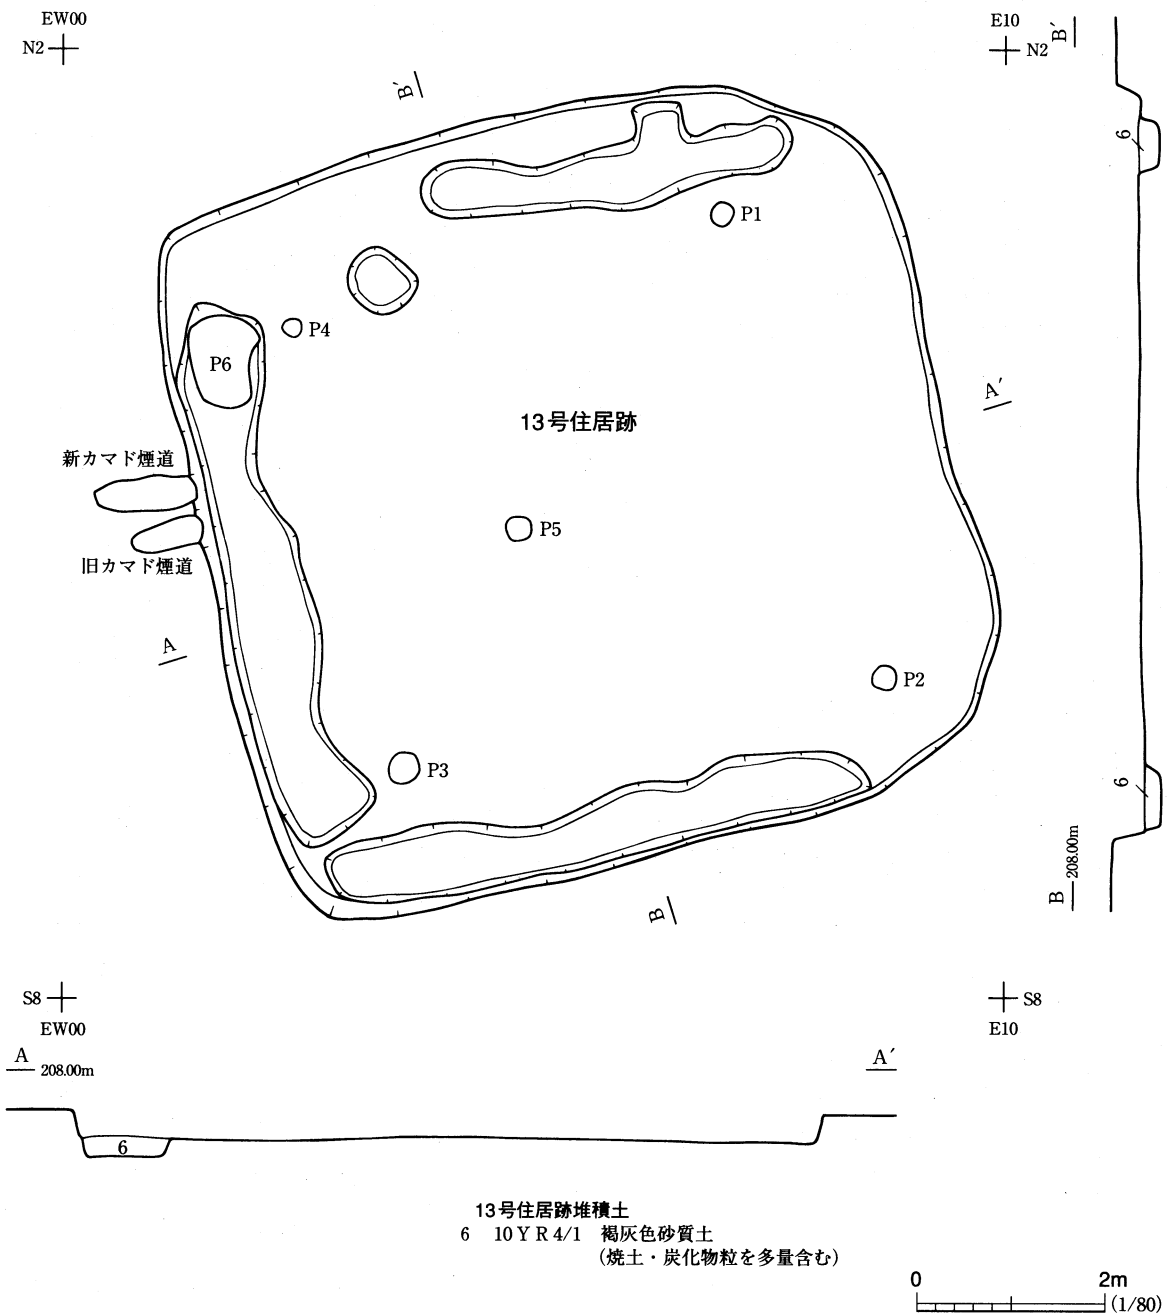 EW00
N2
E10
N2
B′
B′
6
P1
P4
P6
A′
13号住居跡
新カマド煙道
P5
旧カマド煙道
A
P2
P3
6
B 208.00m
B
S8
EW00
S8
E10
A 208.00m
A′
6
13号住居跡堆積土
6 10YR4/1 褐灰色砂質土
(焼土・炭化物粒を多量含む)
0 2m
(1/80)